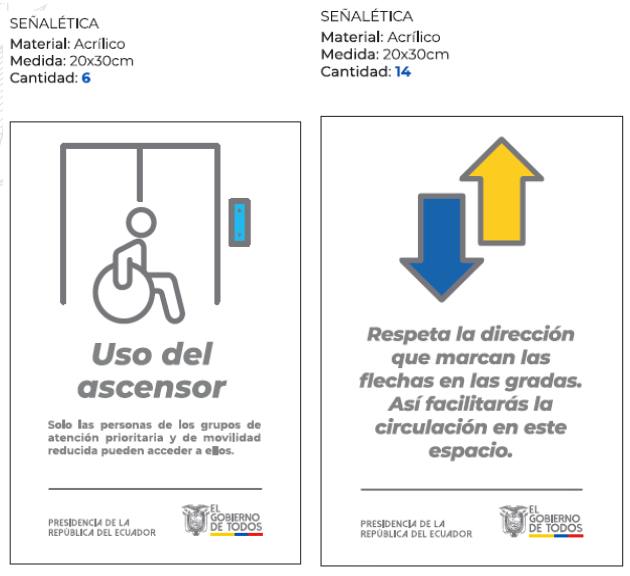 SEÑALÉTICA
Material: Acrílico
Medida: 20x30cm
Cantidad: 6
Uso del
ascensor
Solo las personas de los grupos de
atención prioritaria y de movilidad
reducida pueden acceder a ellos.
PRESIDENCIA DE LA
REPÚBLICA DEL ECUADOR
EL
GOBIERNO
DE TODOS
SEÑALÉTICA
Material: Acrílico
Medida: 20x30cm
Cantidad: 14
Respeta la dirección
que marcan las
flechas en las gradas.
Así facilitarás la
circulación en este
espacio.
PRESIDENCIA DE LA
REPÚBLICA DEL ECUADOR
EL
GOBIERNO
DE TODOS